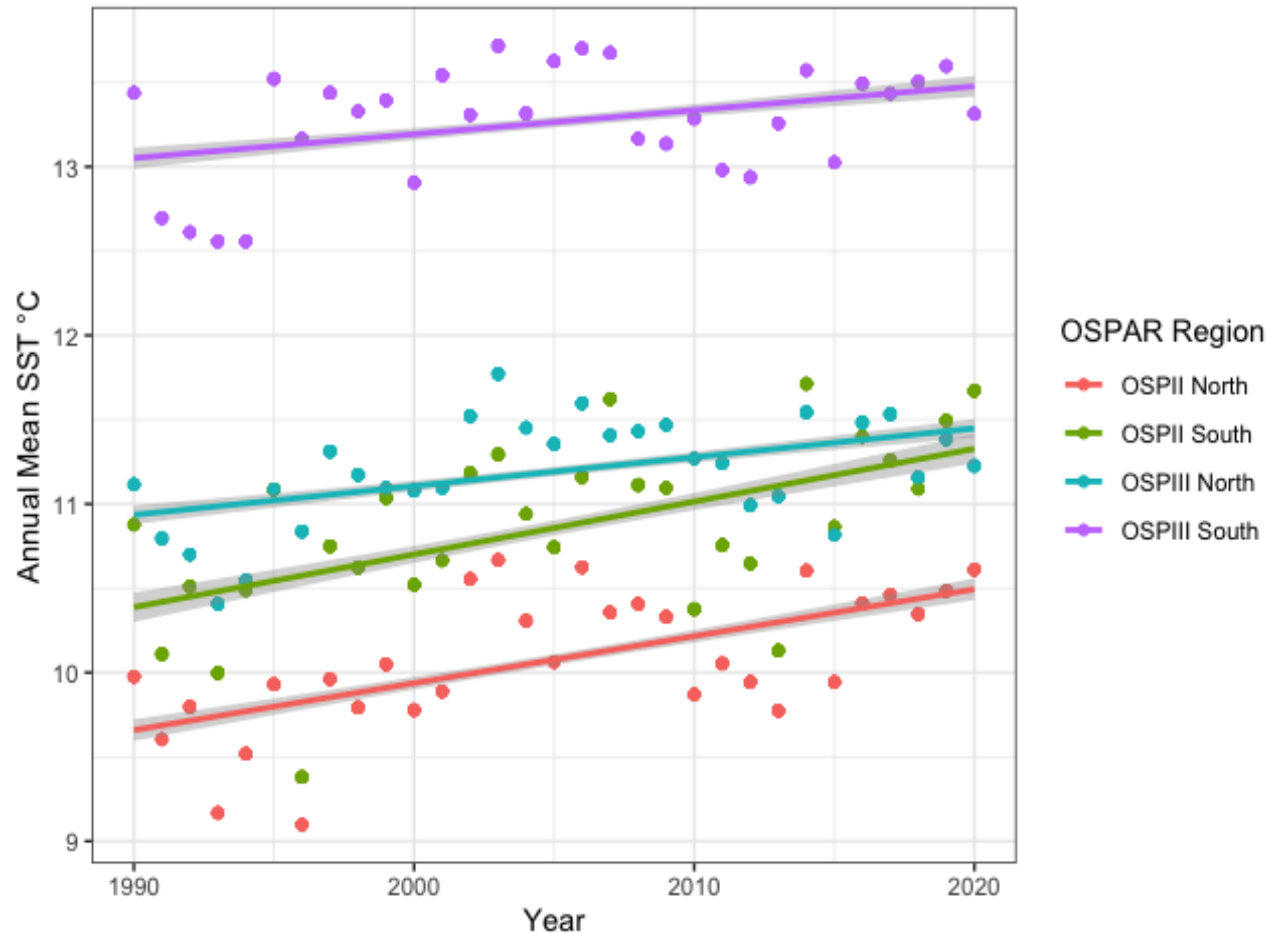 Annual Mean SST °C
13
12
11
10
9
1990
2000
2010
2020
Year
OSPAR Region
OSPII North
OSPII South
OSPIII North
OSPIII South